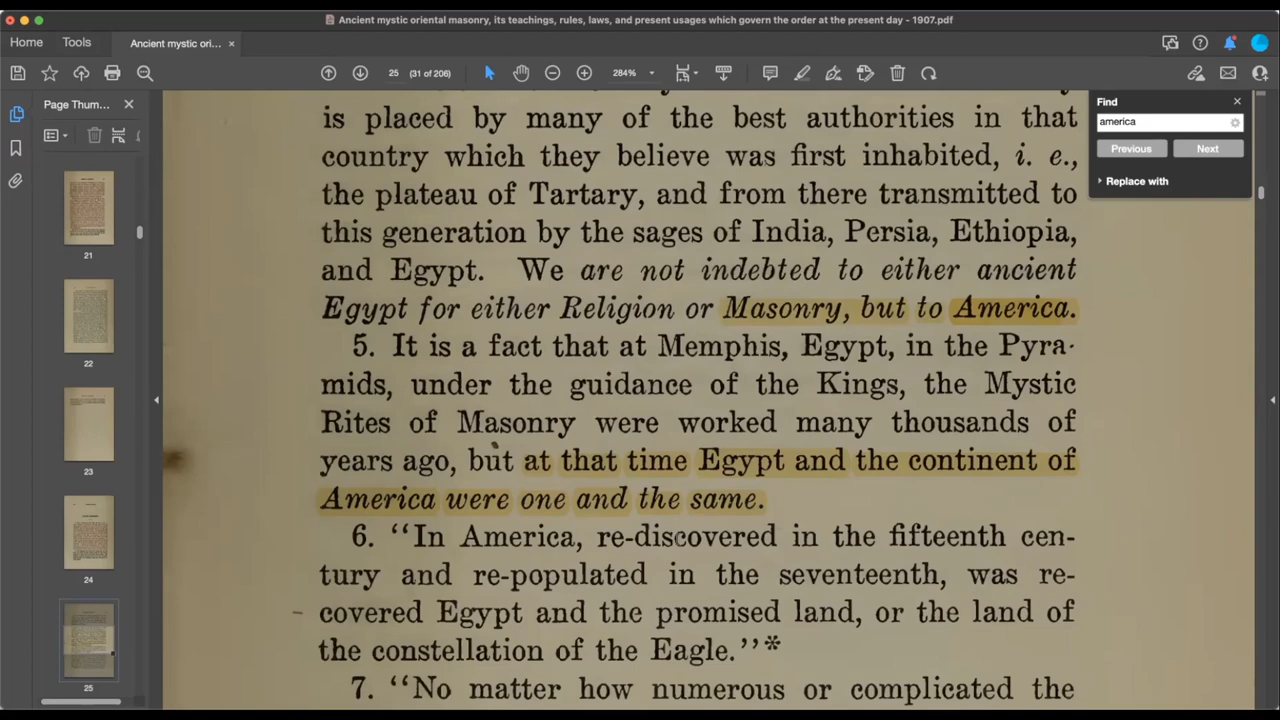 Ancient mystic oriental masonry, its teachings, rules, laws, and present usages which govern the order at the present day - 1907.pdf
Home Tools Ancient mystic ori... ×
25 (31 of 206) 284%
Page Thum... ×
21
22
23
24
25
Find ×
america
Previous Next
Replace with
is placed by many of the best authorities in that
country which they believe was first inhabited, i. e.,
the plateau of Tartary, and from there transmitted to
this generation by the sages of India, Persia, Ethiopia,
and Egypt. We are not indebted to either ancient
Egypt for either Religion or Masonry, but to America.
5. It is a fact that at Memphis, Egypt, in the Pyra-
mids, under the guidance of the Kings, the Mystic
Rites of Masonry were worked many thousands of
years ago, but at that time Egypt and the continent of
America were one and the same.
6. ‘‘In America, re-discovered in the fifteenth cen-
tury and re-populated in the seventeenth, was re-
covered Egypt and the promised land, or the land of
the constellation of the Eagle.’’*
7. ‘‘No matter how numerous or complicated the